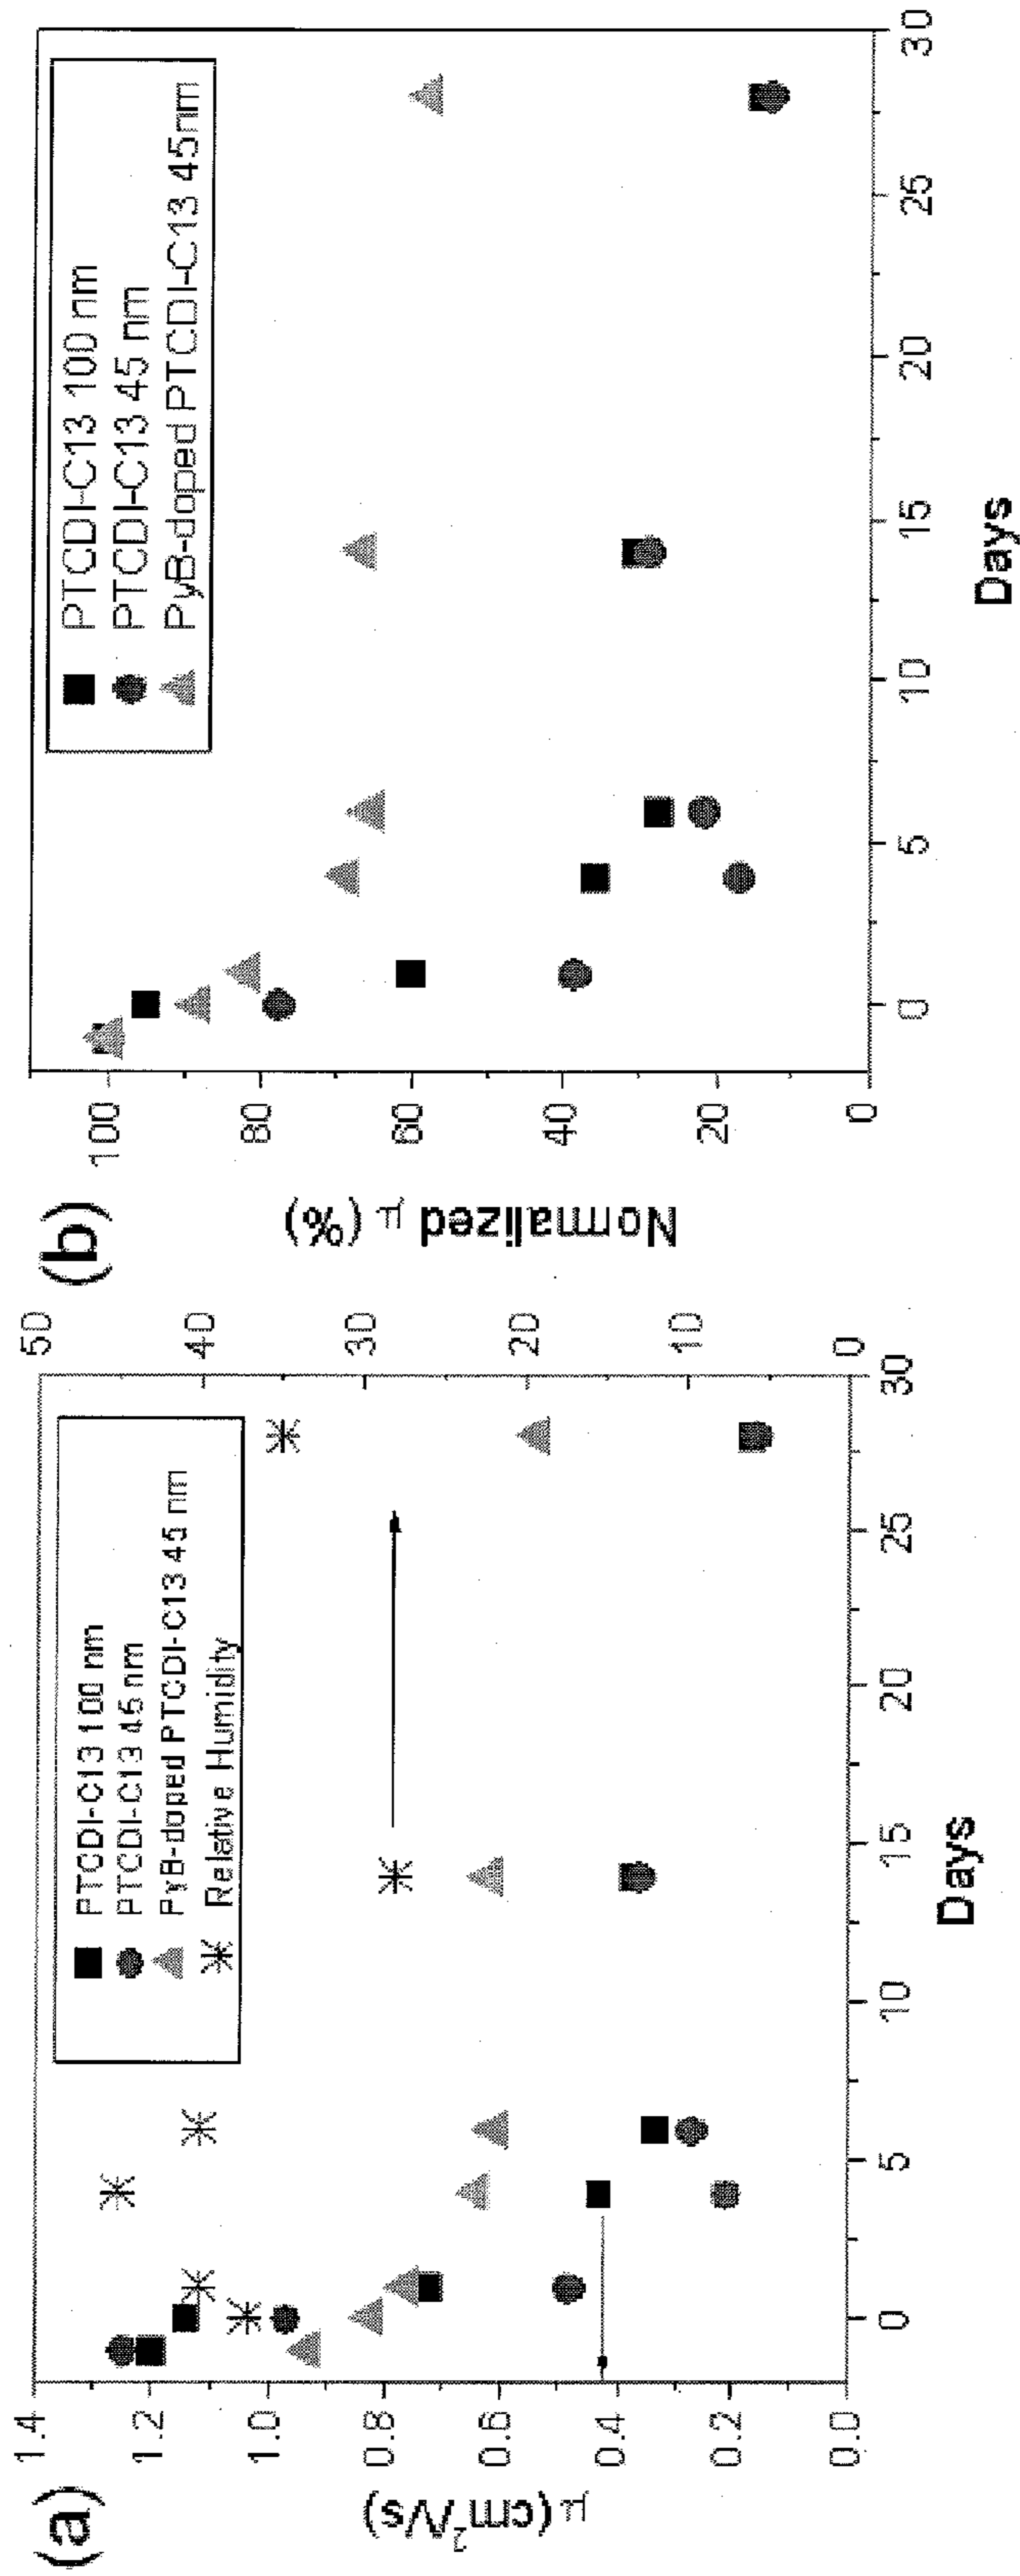 (a)
μ (cm²/Vs)
1.4
1.2
1.0
0.8
0.6
0.4
0.2
0.0
PTCDI-C13 100 nm
PTCDI-C13 45 nm
PyB-doped PTCDI-C13 45 nm
Relative Humidity
50
40
30
20
10
0
0
5
10
15
20
25
30
Days
(b)
Normalized μ (%)
100
80
60
40
20
0
PTCDI-C13 100 nm
PTCDI-C13 45 nm
PyB-doped PTCDI-C13 45nm
0
5
10
15
20
25
30
Days